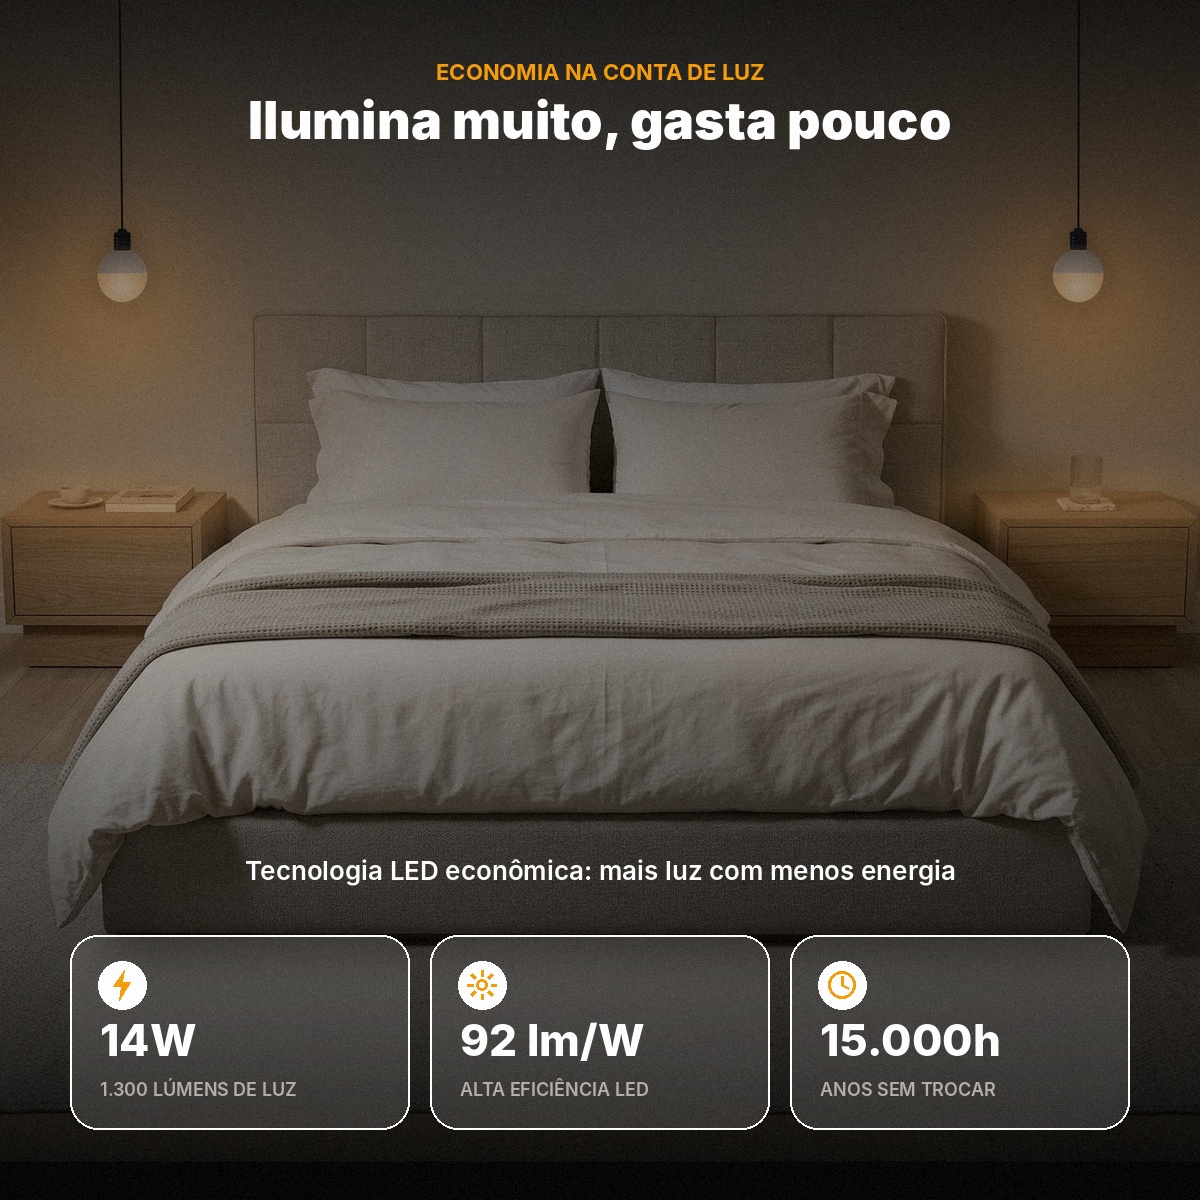 ECONOMIA NA CONTA DE LUZ
Ilumina muito, gasta pouco
Tecnologia LED econômica: mais luz com menos energia
14W
1.300 LÚMENS DE LUZ
92 lm/W
ALTA EFICIÊNCIA LED
15.000h
ANOS SEM TROCAR